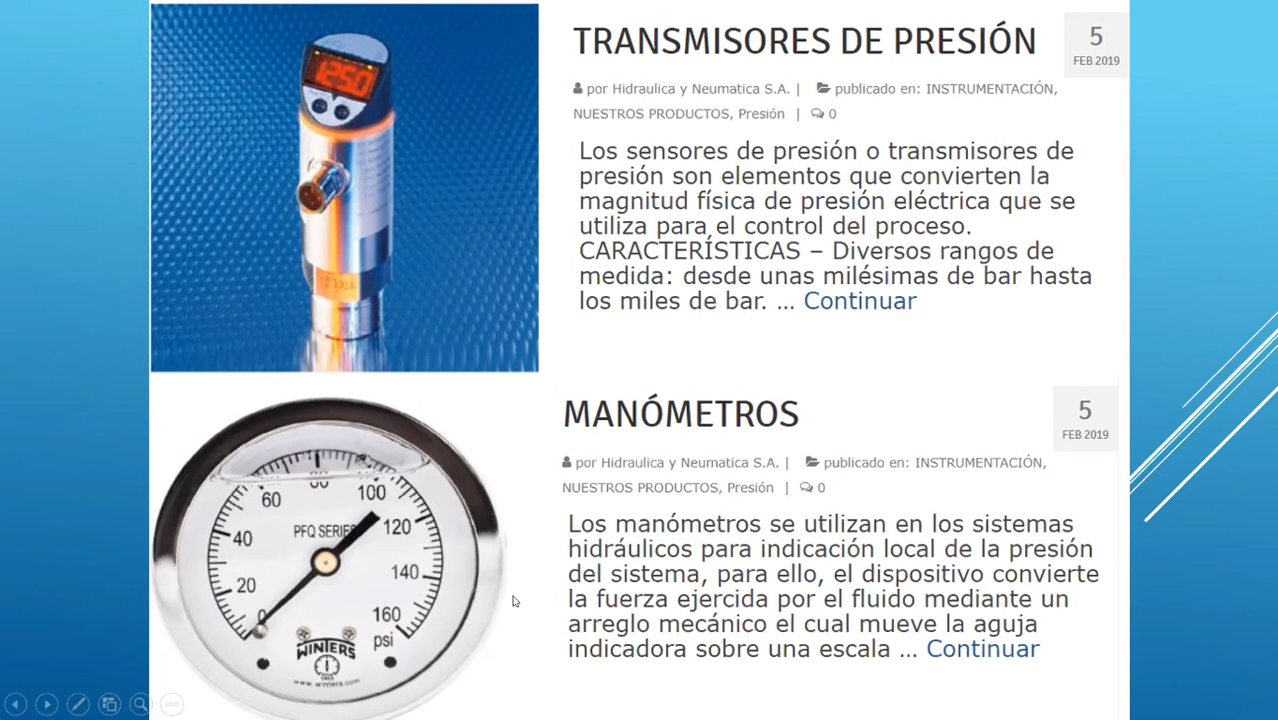 1250
TRANSMISORES DE PRESIÓN
5
FEB 2019
por Hidraulica y Neumatica S.A. | publicado en: INSTRUMENTACIÓN,
NUESTROS PRODUCTOS, Presión | 0
Los sensores de presión o transmisores de
presión son elementos que convierten la
magnitud física de presión eléctrica que se
utiliza para el control del proceso.
CARACTERÍSTICAS – Diversos rangos de
medida: desde unas milésimas de bar hasta
los miles de bar. ... Continuar
MANÓMETROS
5
FEB 2019
por Hidraulica y Neumatica S.A. | publicado en: INSTRUMENTACIÓN,
NUESTROS PRODUCTOS, Presión | 0
Los manómetros se utilizan en los sistemas
hidráulicos para indicación local de la presión
del sistema, para ello, el dispositivo convierte
la fuerza ejercida por el fluido mediante un
arreglo mecánico el cual mueve la aguja
indicadora sobre una escala ... Continuar
0
20
40
60
80
100
120
140
160
psi
PFQ SERIES
WINTERS
www.winters.com